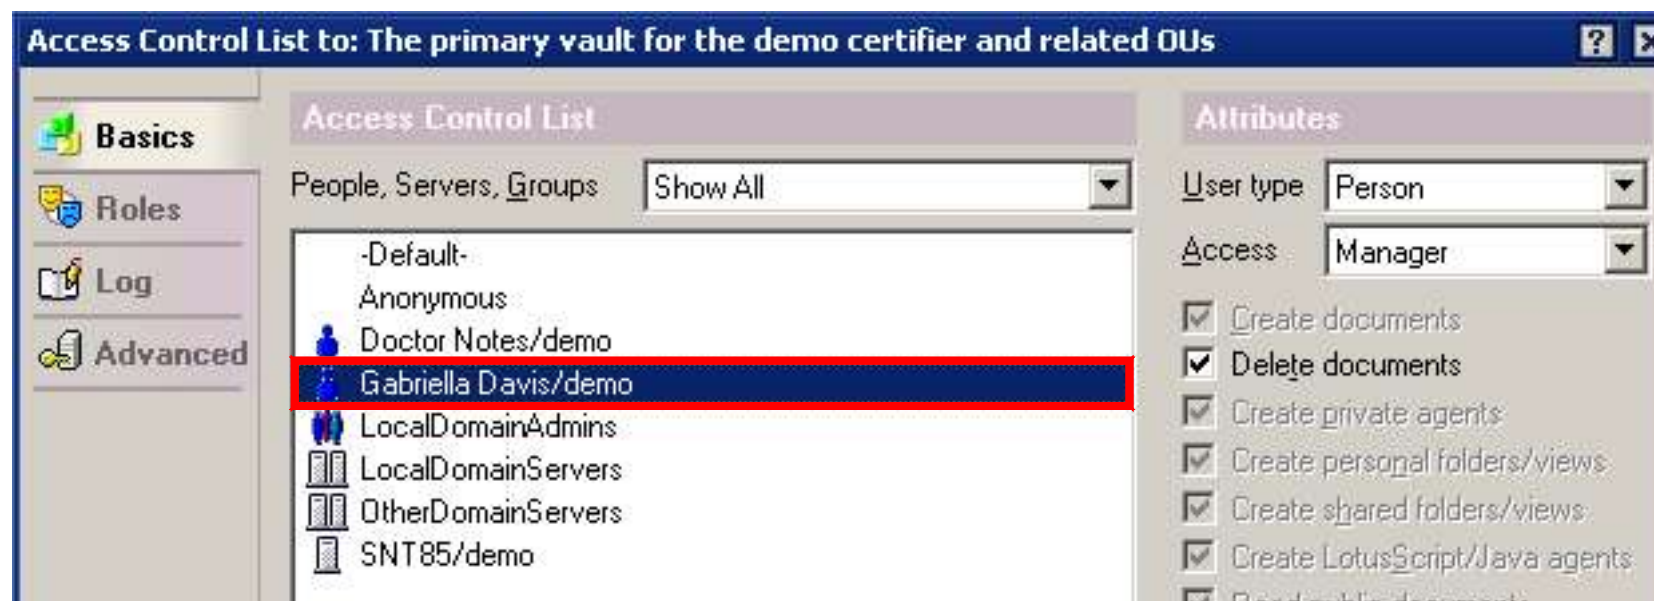 Access Control List to: The primary vault for the demo certifier and related OUs
Basics
Roles
Log
Advanced
Access Control List
People, Servers, Groups Show All
-Default-
Anonymous
Doctor Notes/demo
Gabriella Davis/demo
LocalDomainAdmins
LocalDomainServers
OtherDomainServers
SNT85/demo
Attributes
User type Person
Access Manager
Create documents
Delete documents
Create private agents
Create personal folders/views
Create shared folders/views
Create LotusScript/Java agents